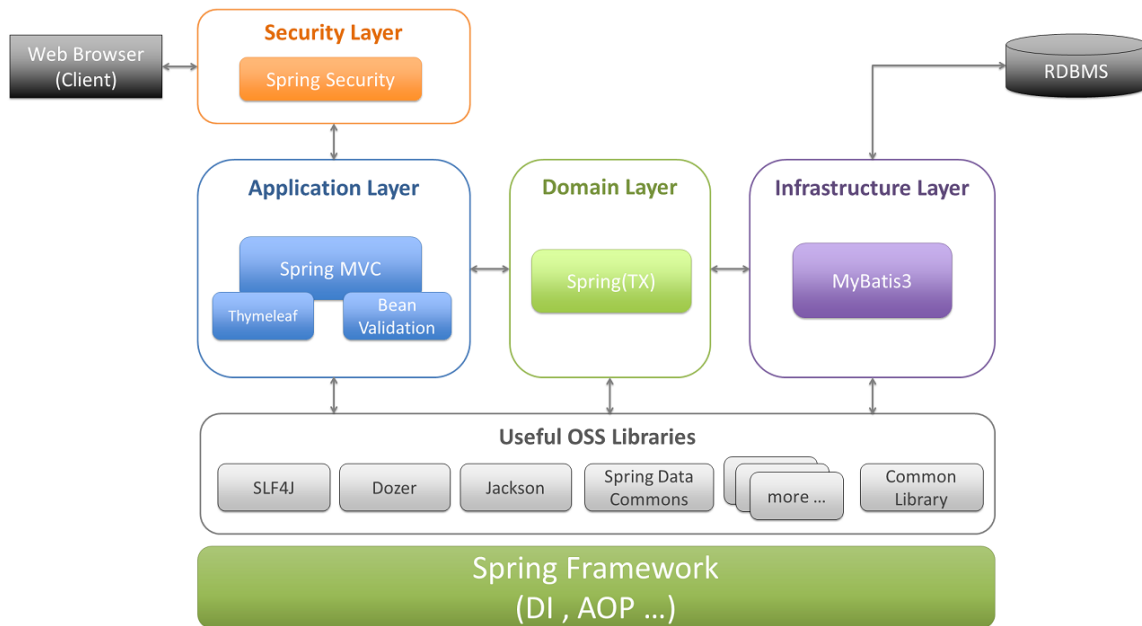 Security Layer
Web Browser
(Client)
Spring Security
RDBMS
Application Layer
Domain Layer
Infrastructure Layer
Spring MVC
Spring(TX)
MyBatis3
Thymeleaf
Bean
Validation
Useful OSS Libraries
SLF4J
Dozer
Jackson
Spring Data
Commons
more ...
Common
Library
Spring Framework
(DI , AOP ...)